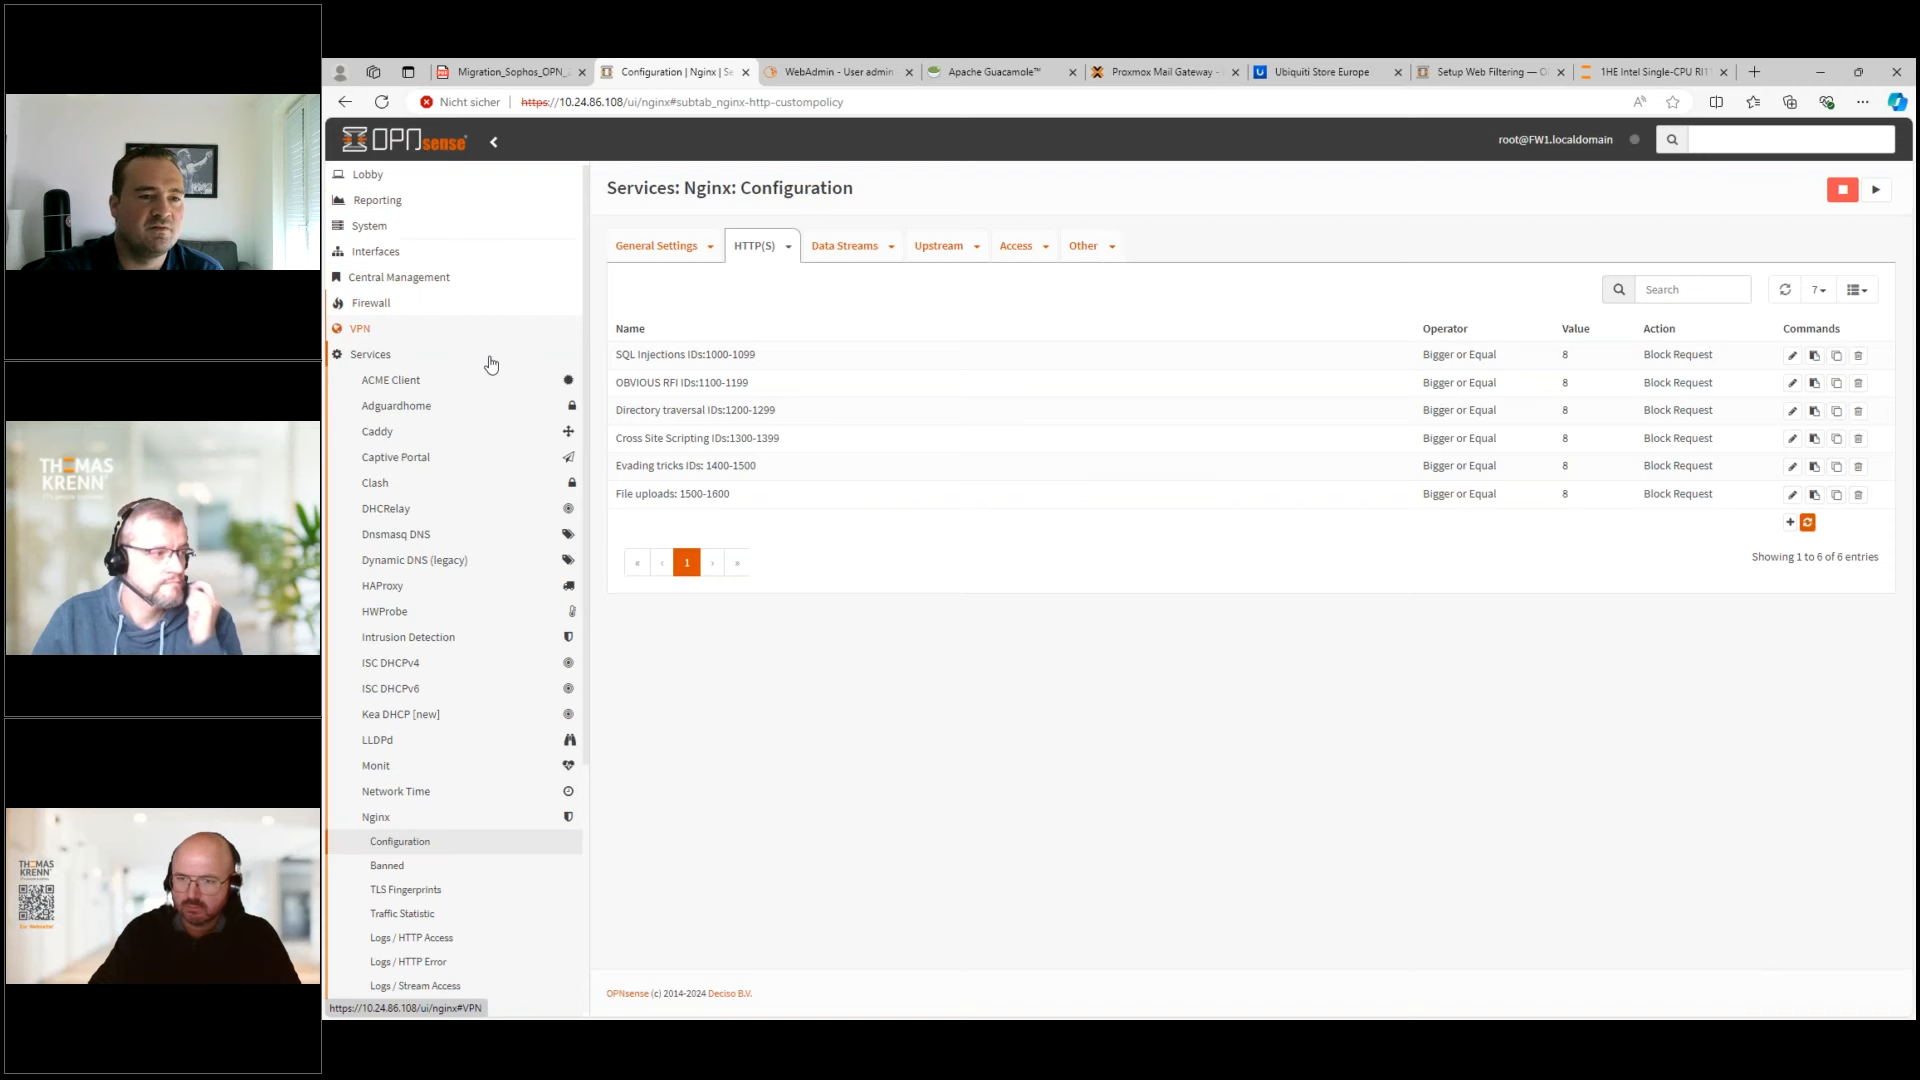 Migration_Sophos_OPN_
Configuration | Nginx | Se
WebAdmin - User admin
Apache Guacamole™
Proxmox Mail Gateway -
Ubiquiti Store Europe
Setup Web Filtering — O
1HE Intel Single-CPU RI1
Nicht sicher
https://10.24.86.108/ui/nginx#subtab_nginx-http-custompolicy
OPNsense
root@FW1.localdomain
Lobby
Reporting
System
Interfaces
Central Management
Firewall
VPN
Services
ACME Client
Adguardhome
Caddy
Captive Portal
Clash
DHCRelay
Dnsmasq DNS
Dynamic DNS (legacy)
HAProxy
HWProbe
Intrusion Detection
ISC DHCPv4
ISC DHCPv6
Kea DHCP [new]
LLDPd
Monit
Network Time
Nginx
Configuration
Banned
TLS Fingerprints
Traffic Statistic
Logs / HTTP Access
Logs / HTTP Error
Logs / Stream Access
https://10.24.86.108/ui/nginx#VPN
Services: Nginx: Configuration
General Settings HTTP(S) Data Streams Upstream Access Other
Search
7
Name Operator Value Action Commands
SQL Injections IDs:1000-1099 Bigger or Equal 8 Block Request
OBVIOUS RFI IDs:1100-1199 Bigger or Equal 8 Block Request
Directory traversal IDs:1200-1299 Bigger or Equal 8 Block Request
Cross Site Scripting IDs:1300-1399 Bigger or Equal 8 Block Request
Evading tricks IDs: 1400-1500 Bigger or Equal 8 Block Request
File uploads: 1500-1600 Bigger or Equal 8 Block Request
« ‹ 1 › »
Showing 1 to 6 of 6 entries
OPNsense (c) 2014-2024 Deciso B.V.
THOMAS
KRENN
THOMAS
KRENN